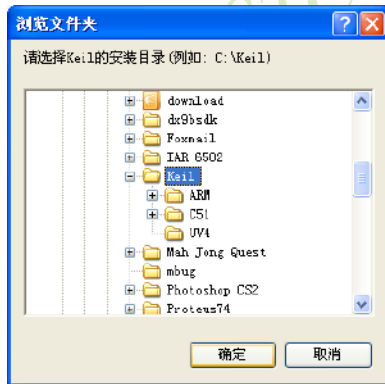 浏览文件夹
请选择Keil的安装目录(例如: C:\Keil)
download
dx9bsdk
Foxmail
IAR 6502
Keil
ARM
C51
UV4
Mah Jong Quest
mbug
Photoshop CS2
Proteus74
确定 取消